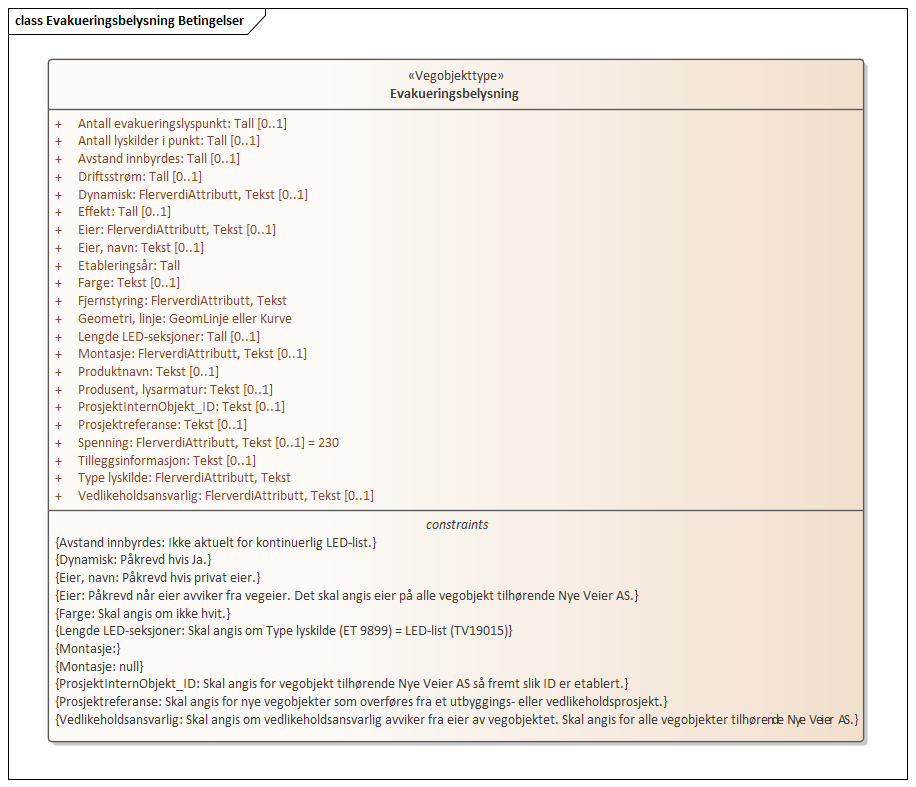 class Evakueringsbelysning Betingelser
«Vegobjekttype»
Evakueringsbelysning
+ Antall evakueringslyspunkt: Tall [0..1]
+ Antall lyskilder i punkt: Tall [0..1]
+ Avstand innbyrdes: Tall [0..1]
+ Driftsstrøm: Tall [0..1]
+ Dynamisk: FlerverdiAttributt, Tekst [0..1]
+ Effekt: Tall [0..1]
+ Eier: FlerverdiAttributt, Tekst [0..1]
+ Eier, navn: Tekst [0..1]
+ Etableringsår: Tall
+ Farge: Tekst [0..1]
+ Fjernstyring: FlerverdiAttributt, Tekst
+ Geometri, linje: GeomLinje eller Kurve
+ Lengde LED-seksjoner: Tall [0..1]
+ Montasje: FlerverdiAttributt, Tekst [0..1]
+ Produktnavn: Tekst [0..1]
+ Produsent, lysarmatur: Tekst [0..1]
+ ProsjektInternObjekt_ID: Tekst [0..1]
+ Prosjektreferanse: Tekst [0..1]
+ Spenning: FlerverdiAttributt, Tekst [0..1] = 230
+ Tilleggsinformasjon: Tekst [0..1]
+ Type lyskilde: FlerverdiAttributt, Tekst
+ Vedlikeholdsansvarlig: FlerverdiAttributt, Tekst [0..1]
constraints
{Avstand innbyrdes: Ikke aktuelt for kontinuerlig LED-list.}
{Dynamisk: Påkrevd hvis Ja.}
{Eier, navn: Påkrevd hvis privat eier.}
{Eier: Påkrevd når eier avviker fra vegeier. Det skal angis eier på alle vegobjekt tilhørende Nye Veier AS.}
{Farge: Skal angis om ikke hvit.}
{Lengde LED-seksjoner: Skal angis om Type lyskilde (ET 9899) = LED-list (TV19015)}
{Montasje:}
{Montasje: null}
{ProsjektInternObjekt_ID: Skal angis for vegobjekt tilhørende Nye Veier AS så fremt slik ID er etablert.}
{Prosjektreferanse: Skal angis for nye vegobjekter som overføres fra et utbyggings- eller vedlikeholdsprosjekt.}
{Vedlikeholdsansvarlig: Skal angis om vedlikeholdsansvarlig avviker fra eier av vegobjektet. Skal angis for alle vegobjekter tilhørende Nye Veier AS.}